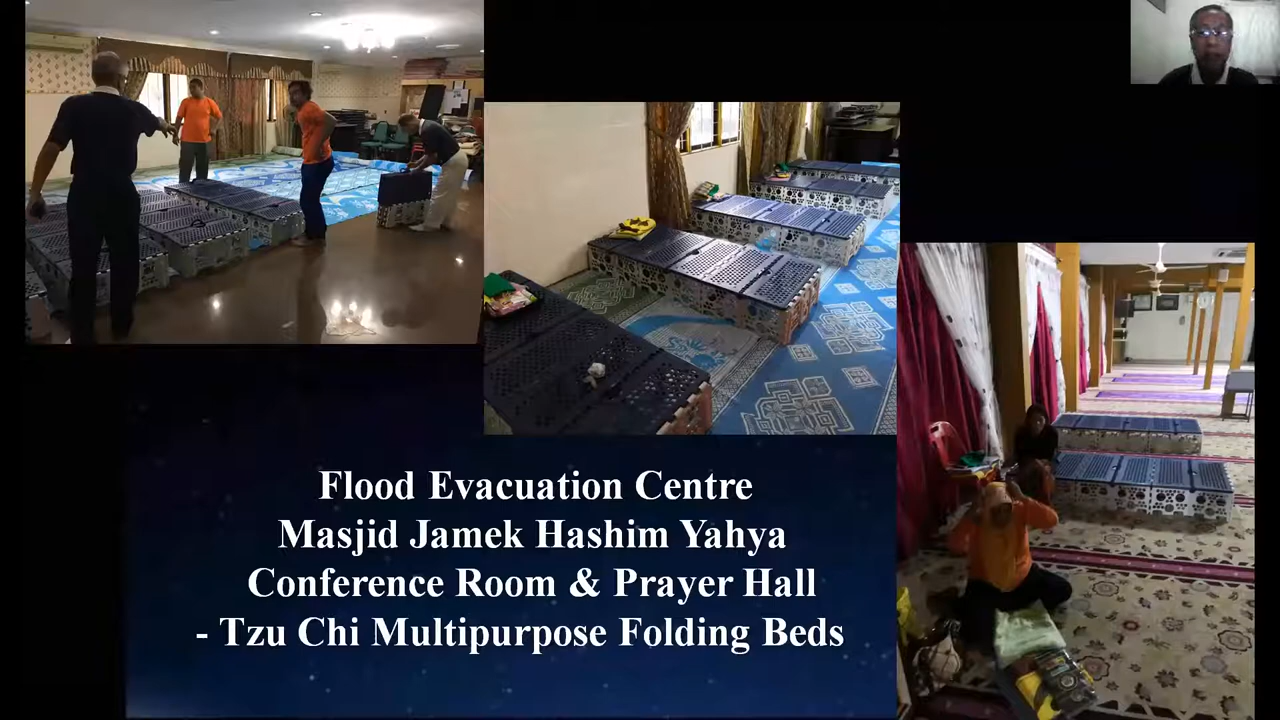 Flood Evacuation Centre
Masjid Jamek Hashim Yahya
Conference Room & Prayer Hall
- Tzu Chi Multipurpose Folding Beds